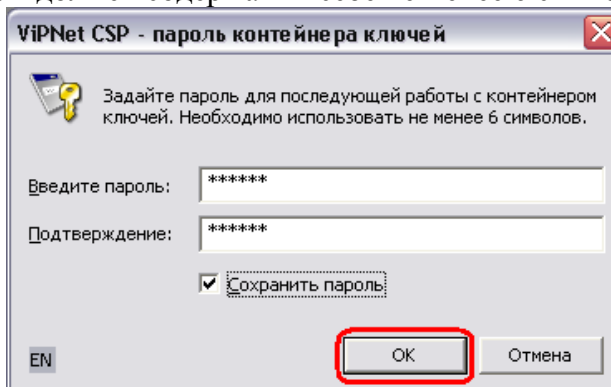 ViPNet CSP - пароль контейнера ключей
Задайте пароль для последующей работы с контейнером
ключей. Необходимо использовать не менее 6 символов.
Введите пароль: ******
Подтверждение: ******
Сохранить пароль
EN OK Отмена